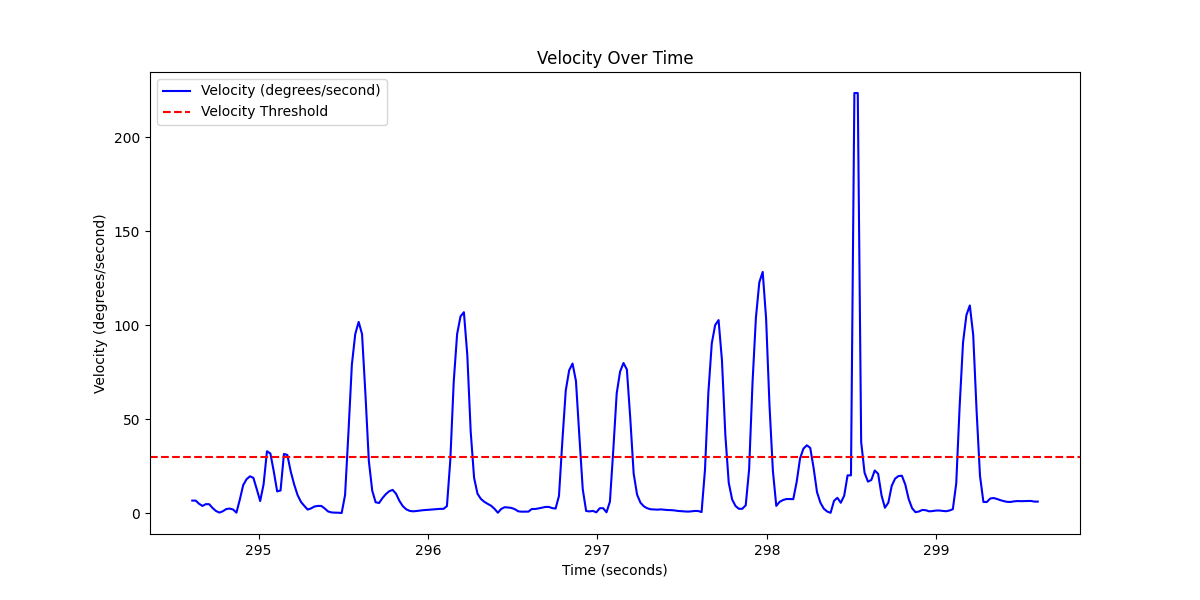 Velocity Over Time
Velocity (degrees/second)
Velocity Threshold
Velocity (degrees/second)
200
150
100
50
0
295
296
297
298
299
Time (seconds)